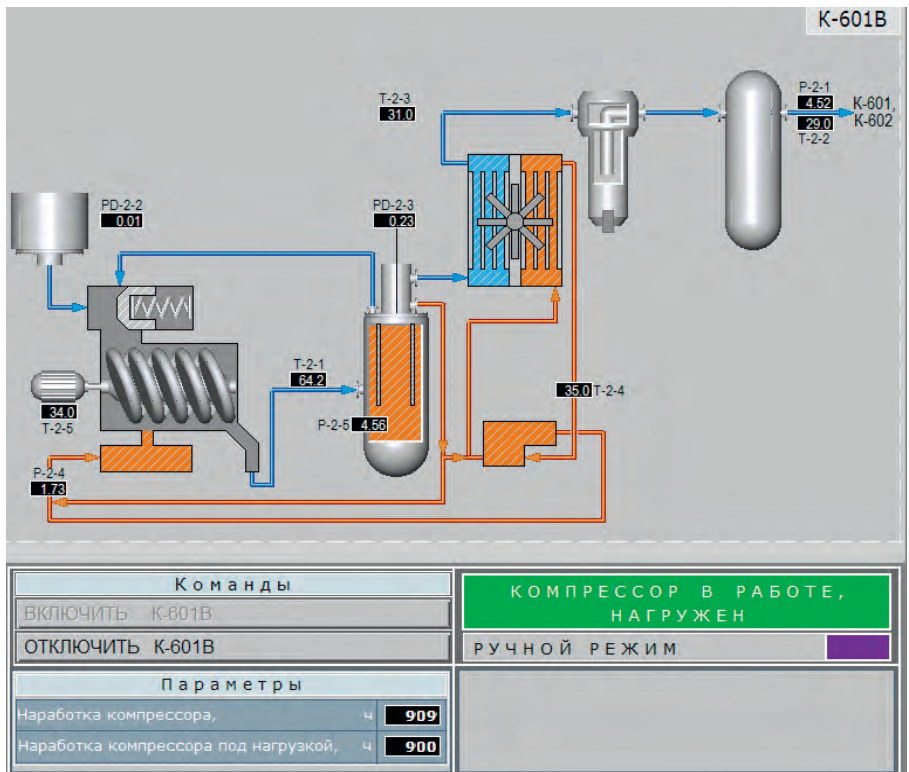 К-601В
P-2-1
4.52
К-601,
К-602
29.0
T-2-2
T-2-3
31.0
PD-2-2
0.01
PD-2-3
0.23
T-2-1
64.2
35.0 T-2-4
34.0
T-2-5
P-2-5 4.56
P-2-4
1.73
Команды
ВКЛЮЧИТЬ К-601В
ОТКЛЮЧИТЬ К-601В
КОМПРЕССОР В РАБОТЕ,
НАГРУЖЕН
РУЧНОЙ РЕЖИМ
Параметры
Наработка компрессора, ч 909
Наработка компрессора под нагрузкой, ч 900